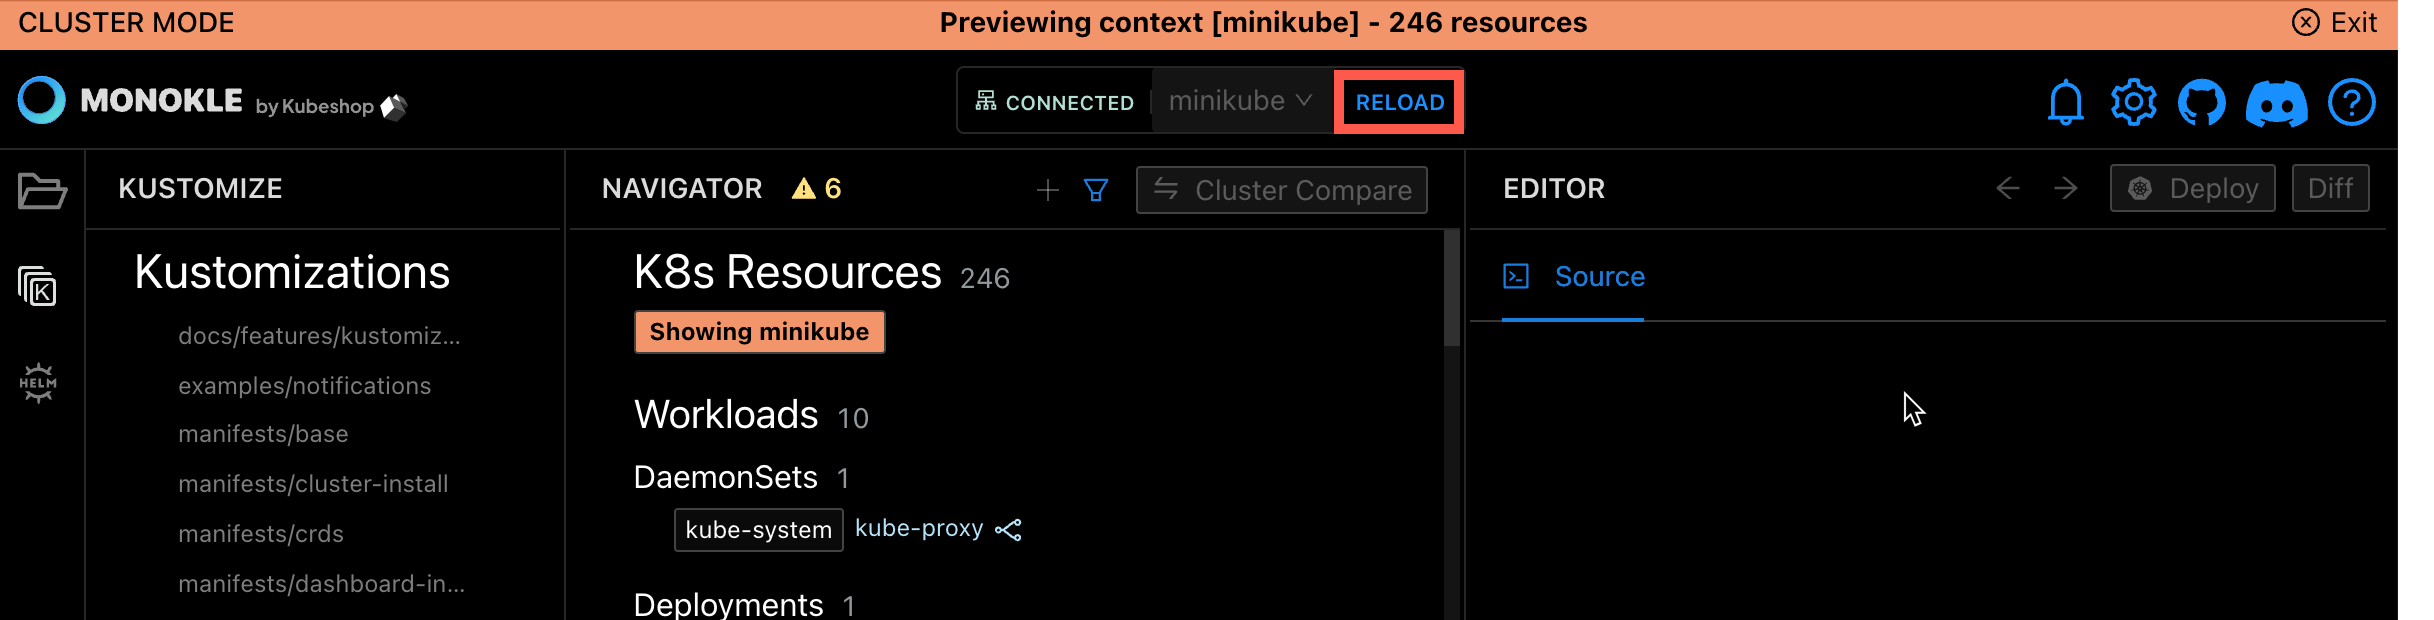 CLUSTER MODE
Previewing context [minikube] - 246 resources
Exit
MONOKLE by Kubeshop
CONNECTED
minikube
RELOAD
KUSTOMIZE
NAVIGATOR 6
Cluster Compare
EDITOR
Deploy
Diff
Kustomizations
docs/features/kustomiz...
examples/notifications
manifests/base
manifests/cluster-install
manifests/crds
manifests/dashboard-in...
HELM
K
K8s Resources 246
Showing minikube
Workloads 10
DaemonSets 1
kube-system kube-proxy
Deployments 1
Source